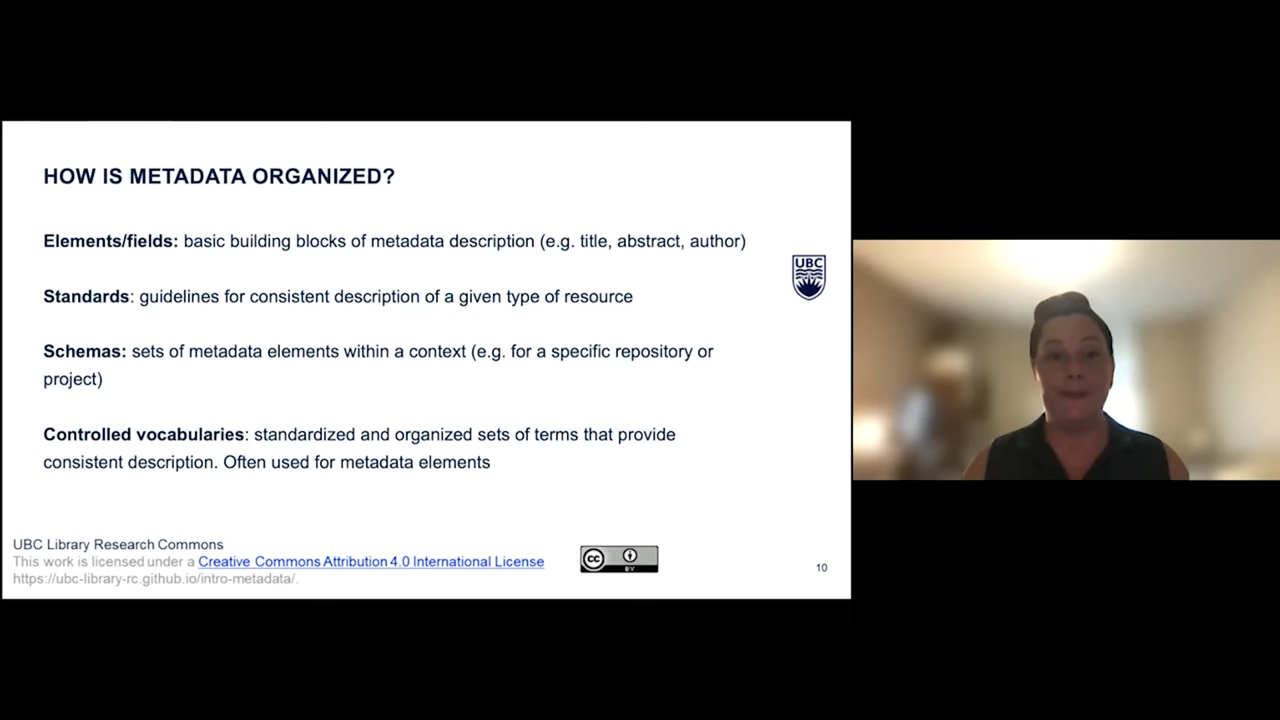 HOW IS METADATA ORGANIZED?
Elements/fields: basic building blocks of metadata description (e.g. title, abstract, author)
UBC
Standards: guidelines for consistent description of a given type of resource
Schemas: sets of metadata elements within a context (e.g. for a specific repository or
project)
Controlled vocabularies: standardized and organized sets of terms that provide
consistent description. Often used for metadata elements
UBC Library Research Commons
This work is licensed under a Creative Commons Attribution 4.0 International License
https://ubc-library-rc.github.io/intro-metadata/.
cc
BY
10